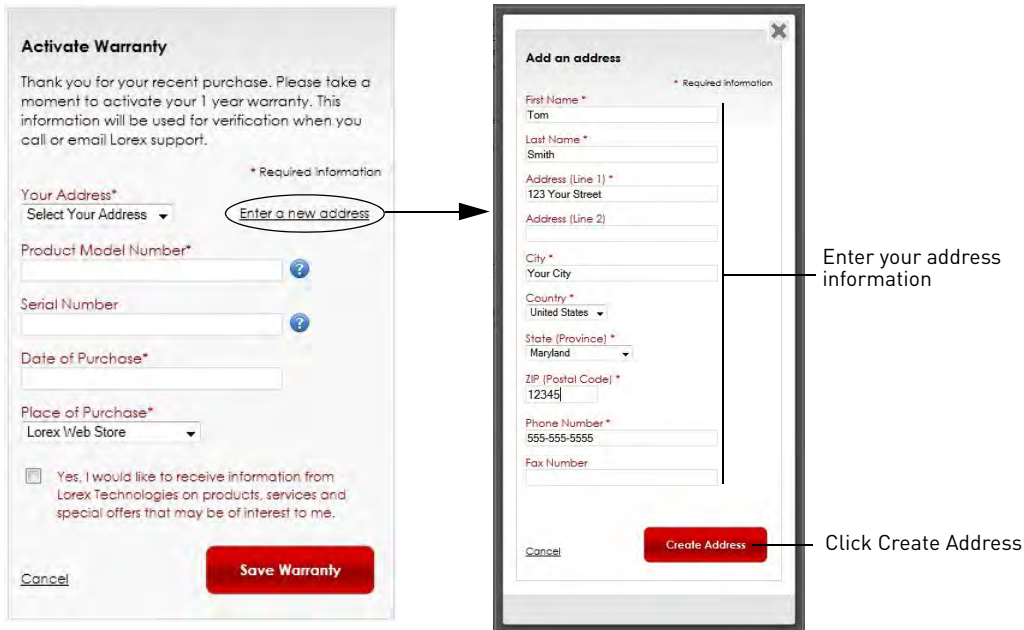 Activate Warranty
Thank you for your recent purchase. Please take a
moment to activate your 1 year warranty. This
information will be used for verification when you
call or email Lorex support.
* Required information
Your Address*
Select Your Address
Enter a new address
Product Model Number*
?
Serial Number
?
Date of Purchase*
Place of Purchase*
Lorex Web Store
Yes, I would like to receive information from
Lorex Technologies on products, services and
special offers that may be of interest to me.
Cancel
Save Warranty
Add an address
* Required information
First Name *
Tom
Last Name *
Smith
Address (Line 1) *
123 Your Street
Address (Line 2)
City *
Your City
Country *
United States
State (Province) *
Maryland
ZIP (Postal Code) *
12345
Phone Number *
555-555-5555
Fax Number
Cancel
Create Address
Enter your address
information
Click Create Address